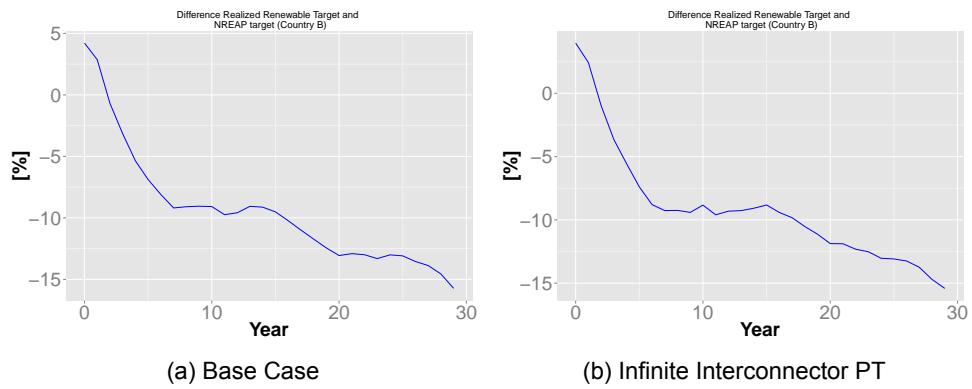 Difference Realized Renewable Target and
NREAP target (Country B)
5
0
−5
−10
−15
[%]
0 10 20 30
Year
(a) Base Case
Difference Realized Renewable Target and
NREAP target (Country B)
0
−5
−10
−15
[%]
0 10 20 30
Year
(b) Infinite Interconnector PT